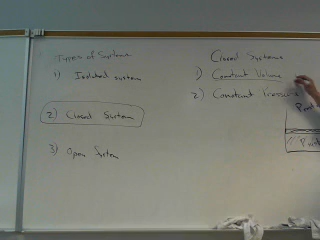 Types of Systems
1) Isolated system
2) Closed System
3) Open System
Closed Systems
1) Constant Volume
2) Constant Pressure